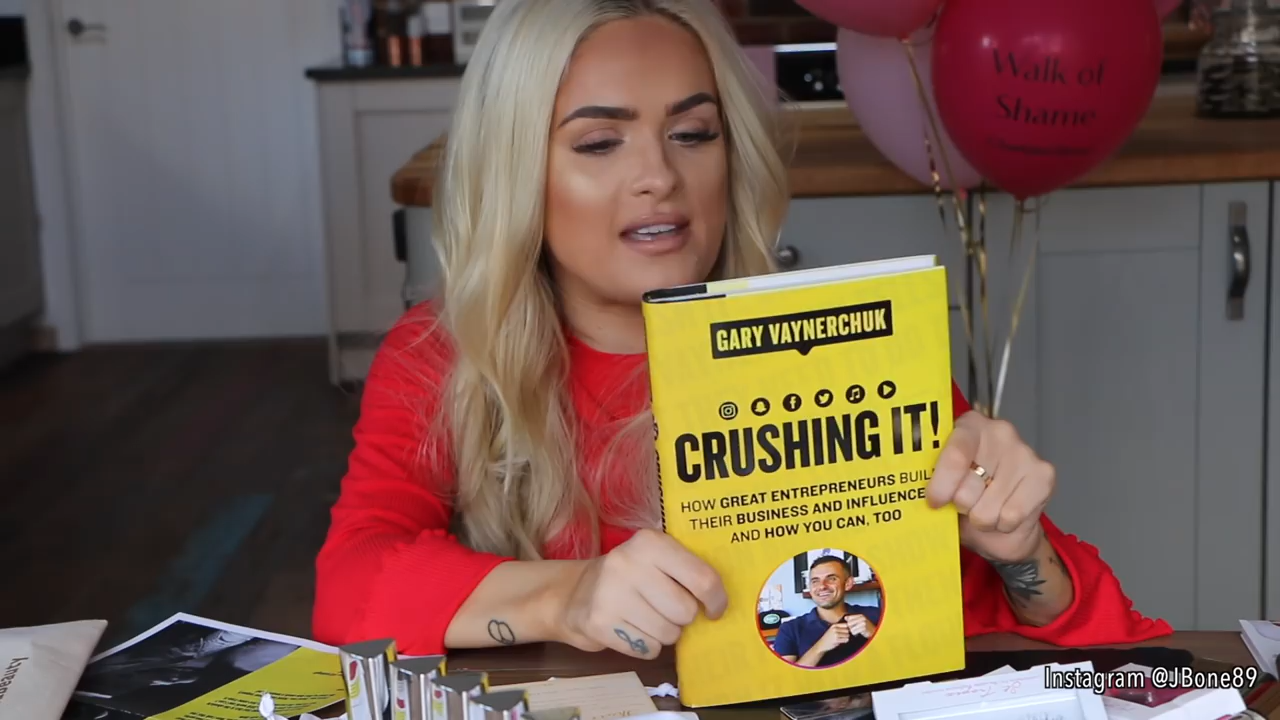 Walk of
Shame
GARY VAYNERCHUK
CRUSHING IT!
HOW GREAT ENTREPRENEURS BUIL
THEIR BUSINESS AND INFLUENCE
AND HOW YOU CAN, TOO
Instagram @JBone89